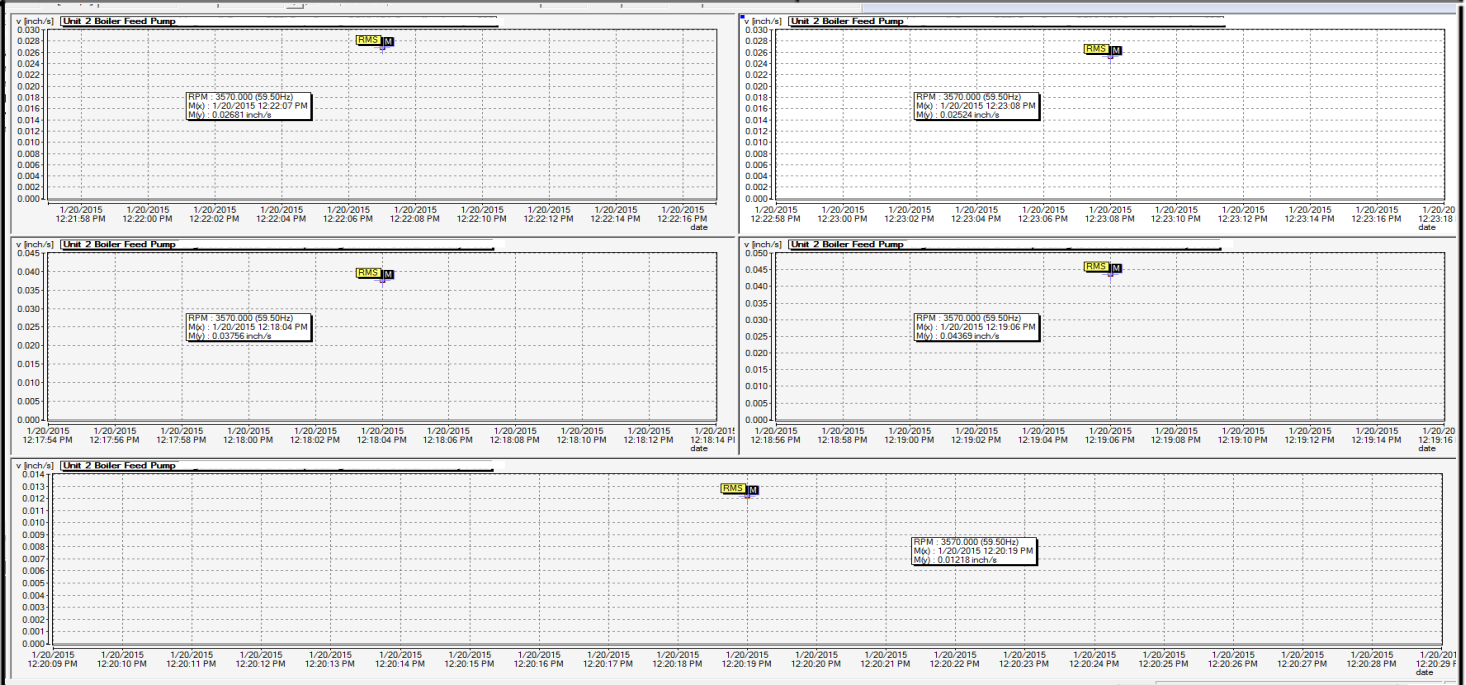 v [inch/s] Unit 2 Boiler Feed Pump
0.030
0.028
0.026
0.024
0.022
0.020
0.018
0.016
0.014
0.012
0.010
0.008
0.006
0.004
0.002
0.000
RMS M
RPM : 3570.000 (59.50Hz)
M(x) : 1/20/2015 12:22:07 PM
M(y) : 0.02681 inch/s
1/20/2015 1/20/2015 1/20/2015 1/20/2015 1/20/2015 1/20/2015 1/20/2015 1/20/2015 1/20/2015 1/20/2015
12:21:58 PM 12:22:00 PM 12:22:02 PM 12:22:04 PM 12:22:06 PM 12:22:08 PM 12:22:10 PM 12:22:12 PM 12:22:14 PM 12:22:16 PM
date
v [inch/s] Unit 2 Boiler Feed Pump
0.030
0.028
0.026
0.024
0.022
0.020
0.018
0.016
0.014
0.012
0.010
0.008
0.006
0.004
0.002
0.000
RMS M
RPM : 3570.000 (59.50Hz)
M(x) : 1/20/2015 12:23:08 PM
M(y) : 0.02524 inch/s
1/20/2015 1/20/2015 1/20/2015 1/20/2015 1/20/2015 1/20/2015 1/20/2015 1/20/2015 1/20/2015 1/20/2015 1/20/20
12:22:58 PM 12:23:00 PM 12:23:02 PM 12:23:04 PM 12:23:06 PM 12:23:08 PM 12:23:10 PM 12:23:12 PM 12:23:14 PM 12:23:16 PM 12:23:18
date
v [inch/s] Unit 2 Boiler Feed Pump
0.045
0.040
0.035
0.030
0.025
0.020
0.015
0.010
0.005
0.000
RMS M
RPM : 3570.000 (59.50Hz)
M(x) : 1/20/2015 12:18:04 PM
M(y) : 0.03756 inch/s
1/20/2015 1/20/2015 1/20/2015 1/20/2015 1/20/2015 1/20/2015 1/20/2015 1/20/2015 1/20/2015 1/20/2015 1/20/2015
12:17:54 PM 12:17:56 PM 12:17:58 PM 12:18:00 PM 12:18:02 PM 12:18:04 PM 12:18:06 PM 12:18:08 PM 12:18:10 PM 12:18:12 PM 12:18:14 P
date
v [inch/s] Unit 2 Boiler Feed Pump
0.050
0.045
0.040
0.035
0.030
0.025
0.020
0.015
0.010
0.005
0.000
RMS M
RPM : 3570.000 (59.50Hz)
M(x) : 1/20/2015 12:19:06 PM
M(y) : 0.04369 inch/s
1/20/2015 1/20/2015 1/20/2015 1/20/2015 1/20/2015 1/20/2015 1/20/2015 1/20/2015 1/20/2015 1/20/2015 1/20/20
12:18:56 PM 12:18:58 PM 12:19:00 PM 12:19:02 PM 12:19:04 PM 12:19:06 PM 12:19:08 PM 12:19:10 PM 12:19:12 PM 12:19:14 PM 12:19:16
date
v [inch/s] Unit 2 Boiler Feed Pump
0.014
0.013
0.012
0.011
0.010
0.009
0.008
0.007
0.006
0.005
0.004
0.003
0.002
0.001
0.000
RMS M
RPM : 3570.000 (59.50Hz)
M(x) : 1/20/2015 12:20:19 PM
M(y) : 0.01218 inch/s
1/20/2015 1/20/2015 1/20/2015 1/20/2015 1/20/2015 1/20/2015 1/20/2015 1/20/2015 1/20/2015 1/20/2015 1/20/2015 1/20/2015 1/20/2015 1/20/2015 1/20/2015 1/20/2015 1/20/2015 1/20/2015 1/20/2015 1/20/2015 1/20/201
12:20:09 PM 12:20:10 PM 12:20:11 PM 12:20:12 PM 12:20:13 PM 12:20:14 PM 12:20:15 PM 12:20:16 PM 12:20:17 PM 12:20:18 PM 12:20:19 PM 12:20:20 PM 12:20:21 PM 12:20:22 PM 12:20:23 PM 12:20:24 PM 12:20:25 PM 12:20:26 PM 12:20:27 PM 12:20:28 PM 12:20:29
date